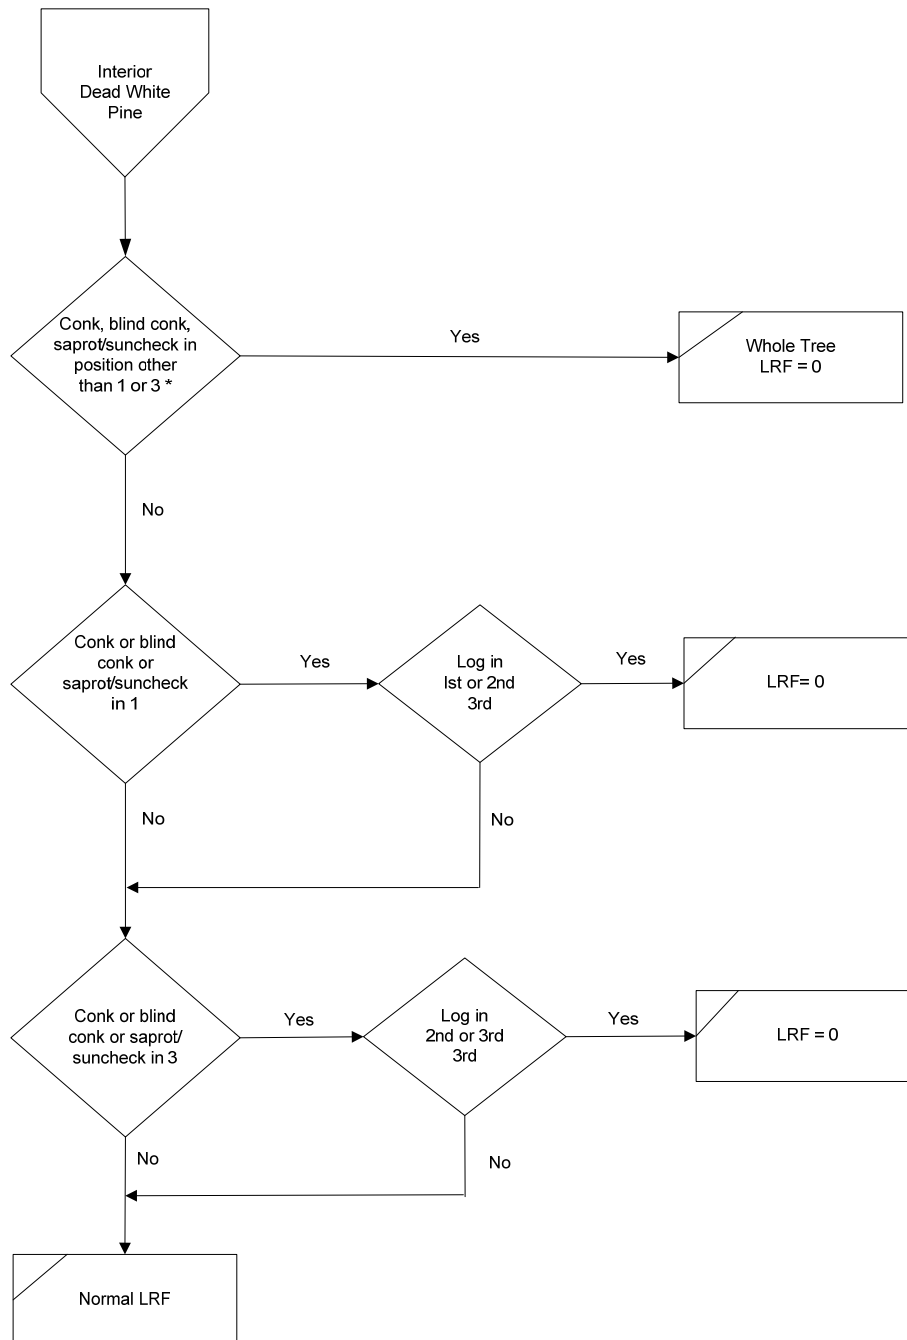 Interior
Dead White
Pine
Conk, blind conk,
saprot/suncheck in
position other
than 1 or 3 *
Yes
Whole Tree
LRF = 0
No
Conk or blind
conk or
saprot/suncheck
in 1
Yes
Log in
lst or 2nd
3rd
Yes
LRF= 0
No
No
Conk or blind
conk or saprot/
suncheck in 3
Yes
Log in
2nd or 3rd
3rd
Yes
LRF = 0
No
No
Normal LRF